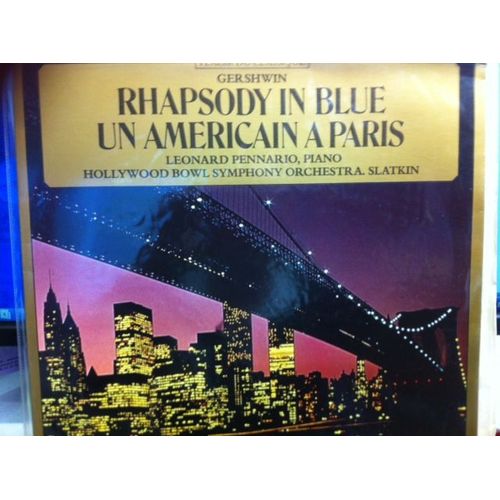 GERSHWIN
RHAPSODY IN BLUE
UN AMERICAIN A PARIS
LEONARD PENNARIO, PIANO
HOLLYWOOD BOWL SYMPHONY ORCHESTRA. SLATKIN